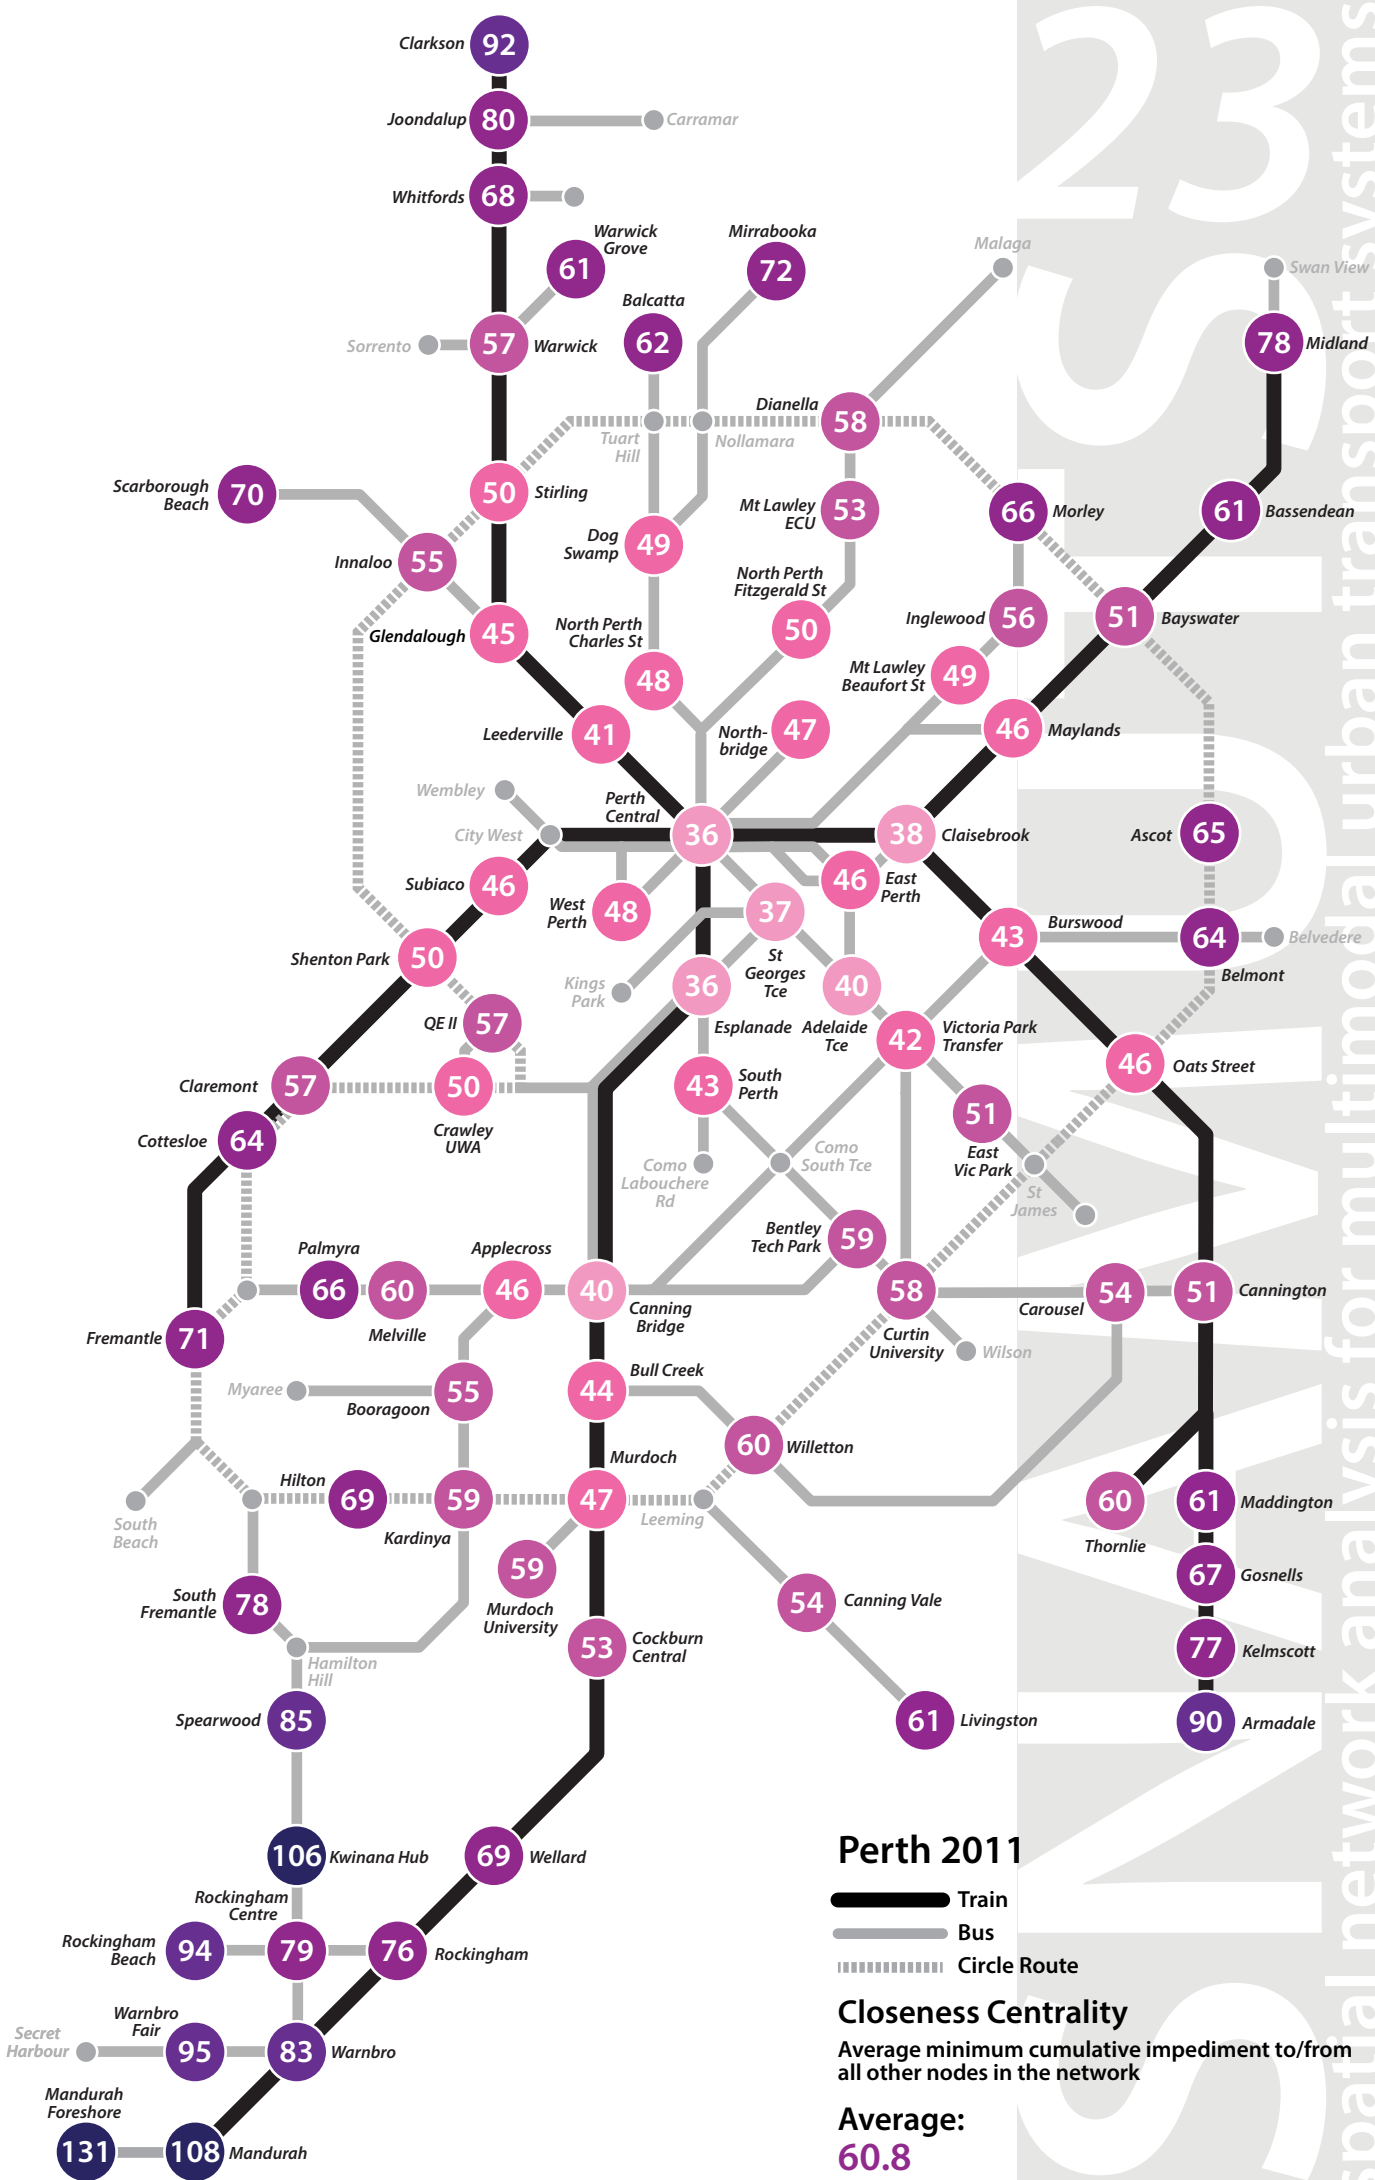 23
SNAMUTS
spatial network analysis for multimodal urban transport systems
Clarkson
92
Joondalup
80
Carramar
Whitfords
68
Warwick
Grove
61
Mirrabooka
72
Malaga
Swan View
Balcatta
62
Sorrento
57
Warwick
78
Midland
Dianella
58
Tuart
Hill
Nollamara
Scarborough
Beach
70
50
Stirling
Mt Lawley
ECU
53
66
Morley
61
Bassendean
Dog
Swamp
49
Innaloo
55
North Perth
Fitzgerald St
50
Inglewood
56
51
Bayswater
Glendalough
45
North Perth
Charles St
48
Mt Lawley
Beaufort St
49
Leederville
41
North-
bridge
47
46
Maylands
Wembley
Perth
Central
36
City West
38
Claisebrook
Ascot
65
Subiaco
46
West
Perth
48
46
East
Perth
37
St
Georges
Tce
Burswood
43
64
Belmont
Belvedere
Shenton Park
50
Kings
Park
36
Esplanade
40
Adelaide
Tce
QE II
57
42
Victoria Park
Transfer
46
Oats Street
Claremont
57
50
Crawley
UWA
43
South
Perth
51
East
Vic Park
Cottesloe
64
Como
Labouchere
Rd
Como
South Tce
St
James
Bentley
Tech Park
59
Palmyra
66
60
Melville
Applecross
46
40
Canning
Bridge
58
Curtin
University
54
Carousel
51
Cannington
Fremantle
71
Wilson
Myaree
55
Booragoon
Bull Creek
44
60
Willetton
Murdoch
47
Hilton
69
59
Kardinya
Leeming
South
Beach
60
Thornlie
61
Maddington
59
Murdoch
University
67
Gosnells
South
Fremantle
78
54
Canning Vale
53
Cockburn
Central
77
Kelmscott
Hamilton
Hill
Spearwood
85
61
Livingston
90
Armadale
106
Kwinana Hub
69
Wellard
Rockingham
Centre
79
Rockingham
Beach
94
76
Rockingham
Warnbro
Fair
95
Secret
Harbour
83
Warnbro
Mandurah
Foreshore
131
108
Mandurah
Perth 2011
Train
Bus
Circle Route
Closeness Centrality
Average minimum cumulative impediment to/from
all other nodes in the network
Average:
60.8